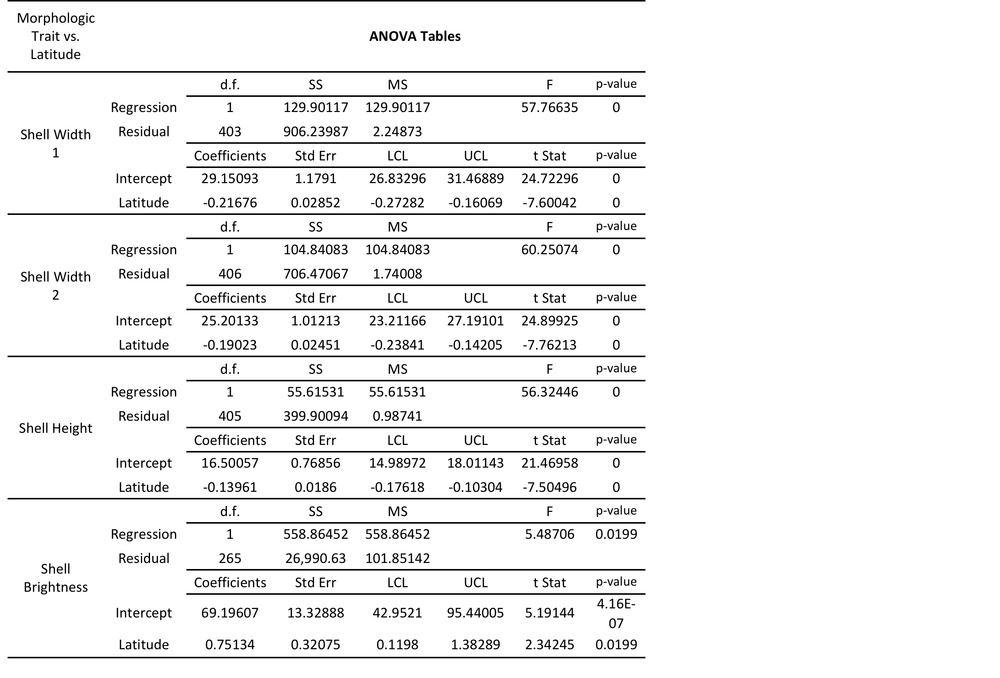 Morphologic
Trait vs.
Latitude
ANOVA Tables
d.f. SS MS F p-value
Regression 1 129.90117 129.90117 57.76635 0
Residual 403 906.23987 2.24873
Shell Width
1
Coefficients Std Err LCL UCL t Stat p-value
Intercept 29.15093 1.1791 26.83296 31.46889 24.72296 0
Latitude -0.21676 0.02852 -0.27282 -0.16069 -7.60042 0
d.f. SS MS F p-value
Regression 1 104.84083 104.84083 60.25074 0
Residual 406 706.47067 1.74008
Shell Width
2
Coefficients Std Err LCL UCL t Stat p-value
Intercept 25.20133 1.01213 23.21166 27.19101 24.89925 0
Latitude -0.19023 0.02451 -0.23841 -0.14205 -7.76213 0
d.f. SS MS F p-value
Regression 1 55.61531 55.61531 56.32446 0
Residual 405 399.90094 0.98741
Shell Height
Coefficients Std Err LCL UCL t Stat p-value
Intercept 16.50057 0.76856 14.98972 18.01143 21.46958 0
Latitude -0.13961 0.0186 -0.17618 -0.10304 -7.50496 0
d.f. SS MS F p-value
Regression 1 558.86452 558.86452 5.48706 0.0199
Residual 265 26,990.63 101.85142
Shell
Brightness
Coefficients Std Err LCL UCL t Stat p-value
Intercept 69.19607 13.32888 42.9521 95.44005 5.19144 4.16E-
07
Latitude 0.75134 0.32075 0.1198 1.38289 2.34245 0.0199